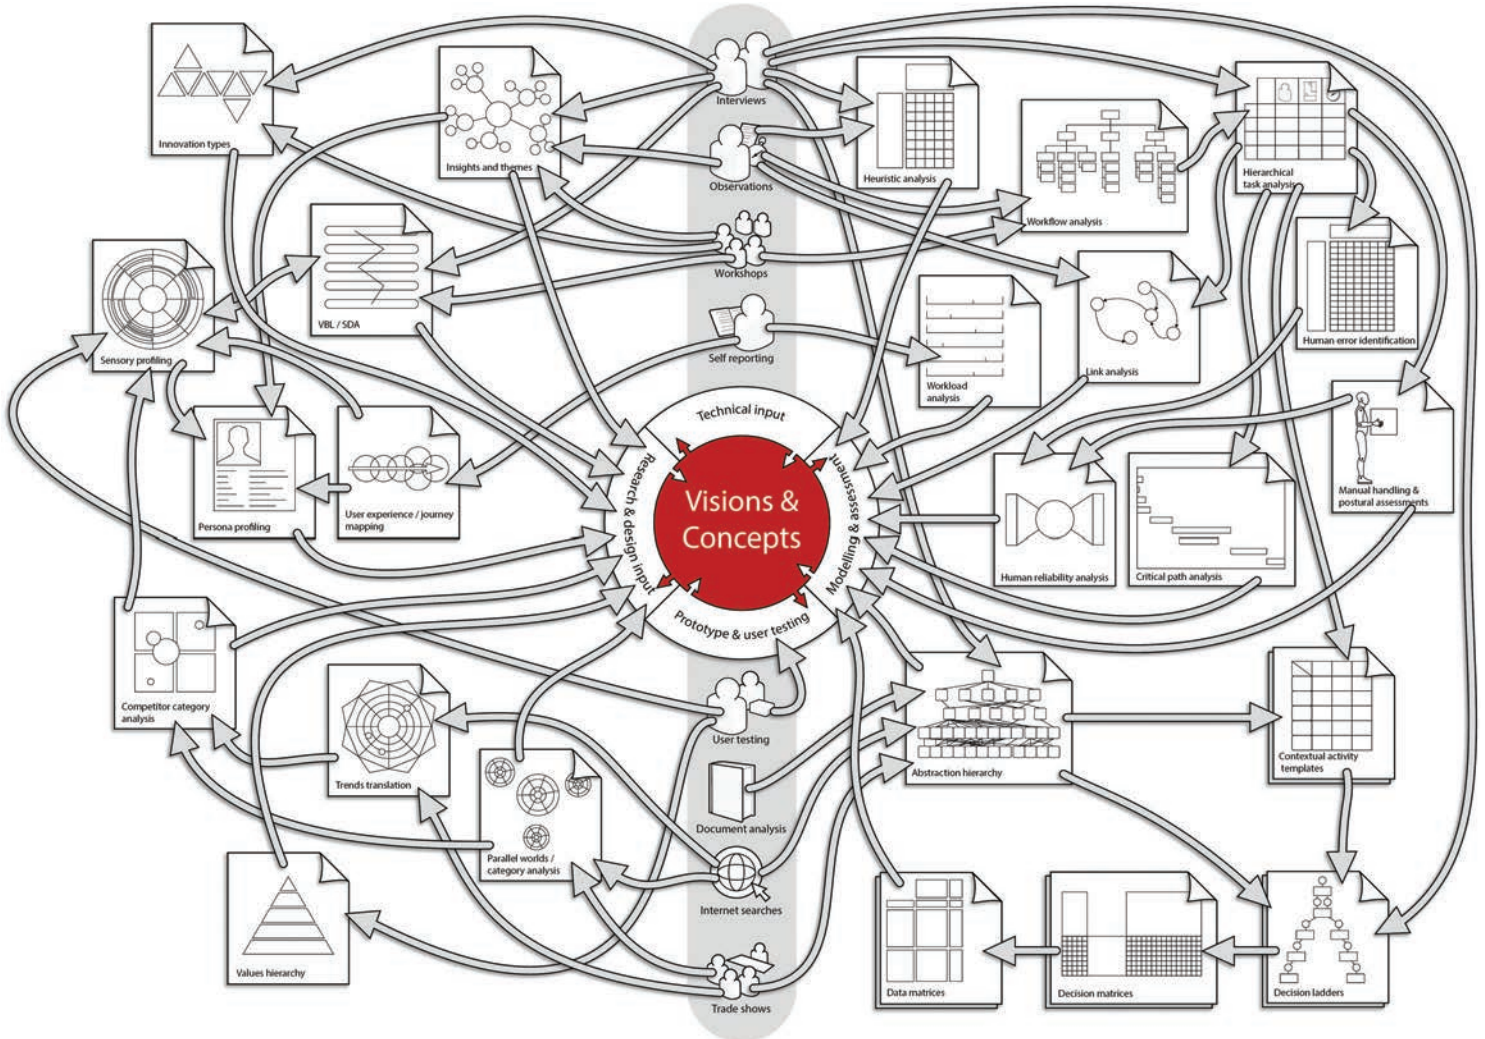 Interviews
Innovation types
Insights and themes
Observations
Heuristic analysis
Workflow analysis
Hierarchical
task analysis
Workshops
VBL / SDA
Sensory profiling
Self reporting
Workload
analysis
Link analysis
Human error identification
Technical input
Research & design input
Visions &
Concepts
Modelling & assessment
Prototype & user testing
Persona profiling
User experience / journey
mapping
Human reliability analysis
Critical path analysis
Manual handling &
postural assessments
Competitor category
analysis
Trends translation
User testing
Abstraction hierarchy
Contextual activity
templates
Document analysis
Parallel worlds /
category analysis
Internet searches
Values hierarchy
Trade shows
Data matrices
Decision matrices
Decision ladders